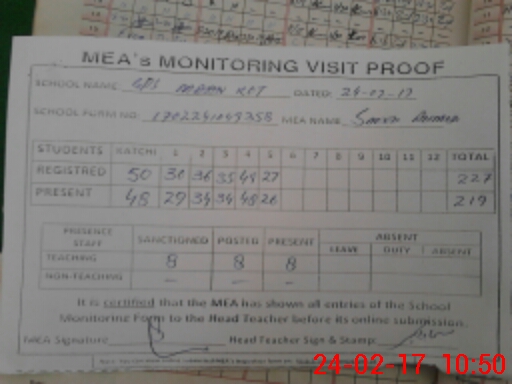 MEA's MONITORING VISIT PROOF
SCHOOL NAME GPS KOT DATED: 24-02-17
SCHOOL FORM NO. MEA NAME
STUDENTS KATCHI 1 2 3 4 5 6 7 8 9 10 11 12 TOTAL
REGISTRED 50 30 36 35 49 27 227
PRESENT 48 29 34 34 48 26 219
PRESENCE STAFF SANCTIONED POSTED PRESENT ABSENT
LEAVE DUTY ABSENT
TEACHING 8 8 8
NON-TEACHING - - -
It is certified that the MEA has shown all entries of the School
Monitoring Form to the Head Teacher before its online submission.
MEA Signature Head Teacher Sign & Stamp:
24-02-17 10:50